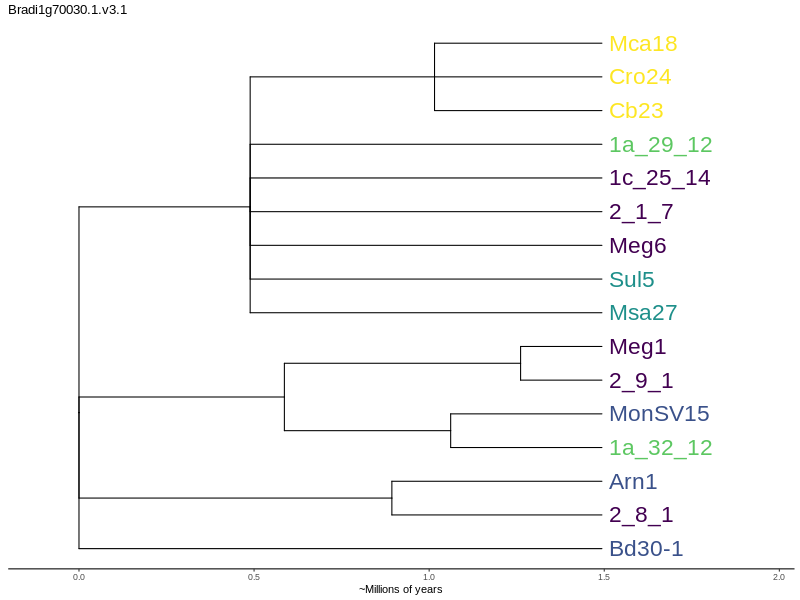 Bradi1g70030.1.v3.1
Mca18
Cro24
Cb23
1a_29_12
1c_25_14
2_1_7
Meg6
Sul5
Msa27
Meg1
2_9_1
MonSV15
1a_32_12
Arn1
2_8_1
Bd30-1
0.0 0.5 1.0 1.5 2.0
~Millions of years